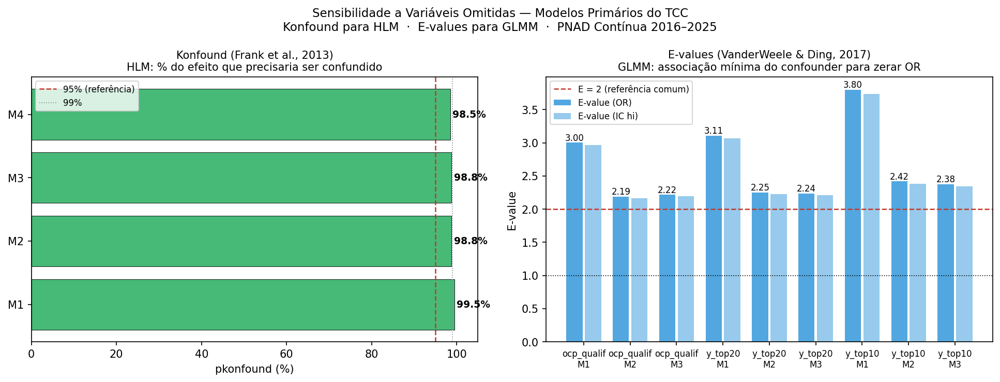 Sensibilidade a Variáveis Omitidas — Modelos Primários do TCC
Konfound para HLM · E-values para GLMM · PNAD Contínua 2016–2025
Konfound (Frank et al., 2013)
HLM: % do efeito que precisaria ser confundido
95% (referência)
99%
M4
98.5%
M3
98.8%
M2
98.8%
M1
99.5%
0 20 40 60 80 100
pkonfound (%)
E-values (VanderWeele & Ding, 2017)
GLMM: associação mínima do confounder para zerar OR
E = 2 (referência comum)
E-value (OR)
E-value (IC hi)
E-value
3.5
3.0
2.5
2.0
1.5
1.0
0.5
0.0
3.00
2.19
2.22
3.11
2.25
2.24
3.80
2.42
2.38
ocp_qualif ocp_qualif ocp_qualif y_top20 y_top20 y_top20 y_top10 y_top10 y_top10
M1 M2 M3 M1 M2 M3 M1 M2 M3